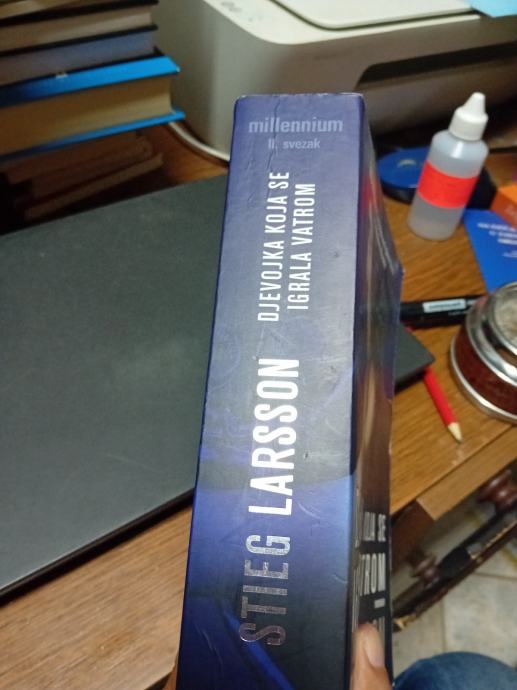 millennium
II. svezak
DJEVOJKA KOJA SE
IGRALA VATROM
STIEG LARSSON